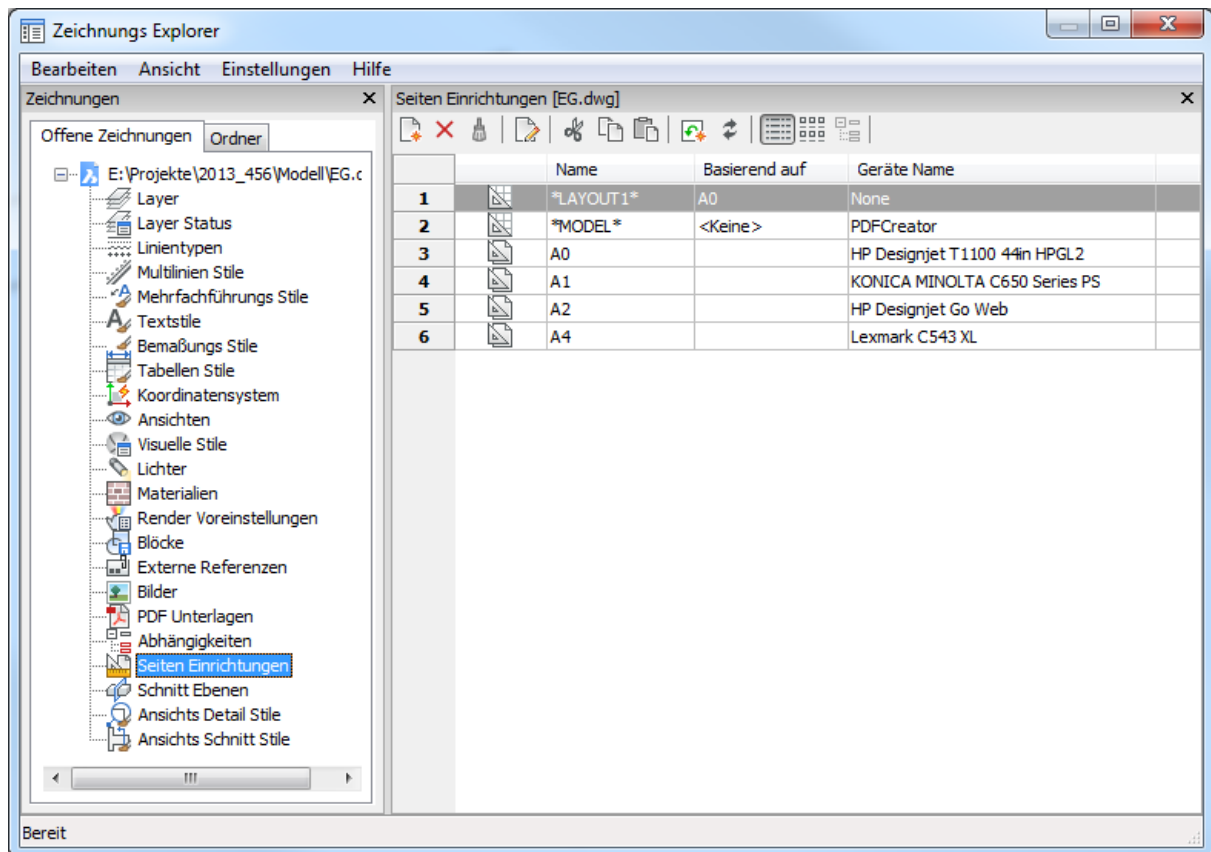 Zeichnungs Explorer
Bearbeiten Ansicht Einstellungen Hilfe
Zeichnungen
Offene Zeichnungen Ordner
E:\Projekte\2013_456\Modell\EG.c
Layer
Layer Status
Linientypen
Multilinien Stile
Mehrfachführungs Stile
Textstile
Bemaßungs Stile
Tabellen Stile
Koordinatensystem
Ansichten
Visuelle Stile
Lichter
Materialien
Render Voreinstellungen
Blöcke
Externe Referenzen
Bilder
PDF Unterlagen
Abhängigkeiten
Seiten Einrichtungen
Schnitt Ebenen
Ansichts Detail Stile
Ansichts Schnitt Stile
Seiten Einrichtungen [EG.dwg]
Name Basierend auf Geräte Name
1 *LAYOUT1* A0 None
2 *MODEL* <Keine> PDFCreator
3 A0 HP Designjet T1100 44in HPGL2
4 A1 KONICA MINOLTA C650 Series PS
5 A2 HP Designjet Go Web
6 A4 Lexmark C543 XL
Bereit